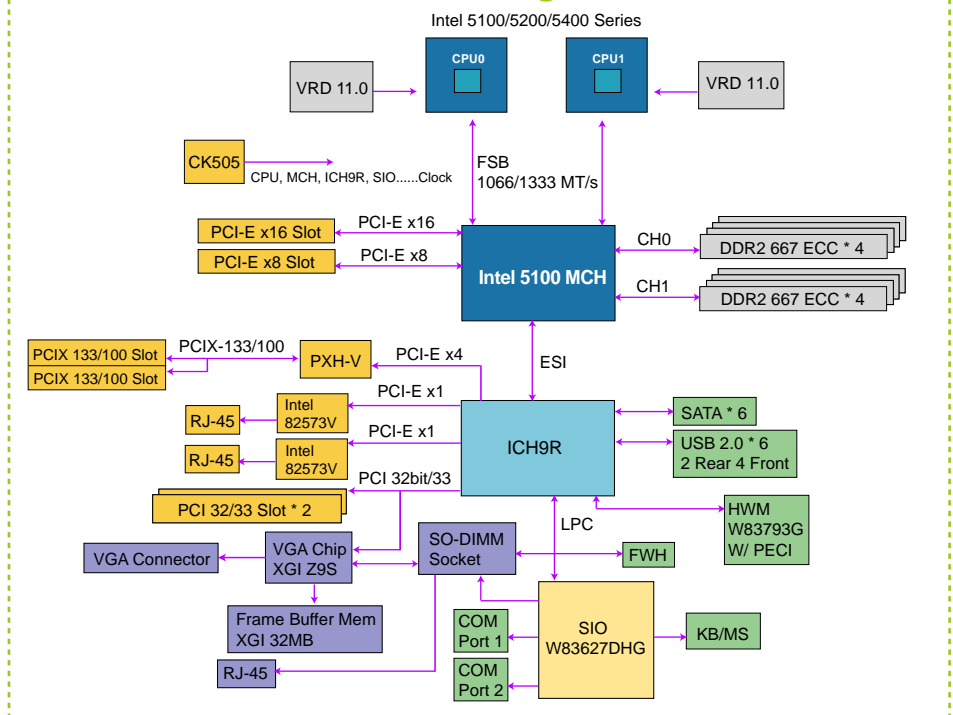 Intel 5100/5200/5400 Series
CPU0
CPU1
VRD 11.0
VRD 11.0
CK505
CPU, MCH, ICH9R, SIO......Clock
FSB
1066/1333 MT/s
PCI-E x16 Slot
PCI-E x16
PCI-E x8 Slot
PCI-E x8
Intel 5100 MCH
CH0
DDR2 667 ECC * 4
CH1
DDR2 667 ECC * 4
PCIX 133/100 Slot
PCIX 133/100 Slot
PCIX-133/100
PXH-V
PCI-E x4
ESI
RJ-45
Intel
82573V
PCI-E x1
RJ-45
Intel
82573V
PCI-E x1
ICH9R
SATA * 6
USB 2.0 * 6
2 Rear 4 Front
PCI 32bit/33
PCI 32/33 Slot * 2
LPC
HWM
W83793G
W/ PECI
VGA Connector
VGA Chip
XGI Z9S
SO-DIMM
Socket
FWH
Frame Buffer Mem
XGI 32MB
COM
Port 1
SIO
W83627DHG
KB/MS
RJ-45
COM
Port 2